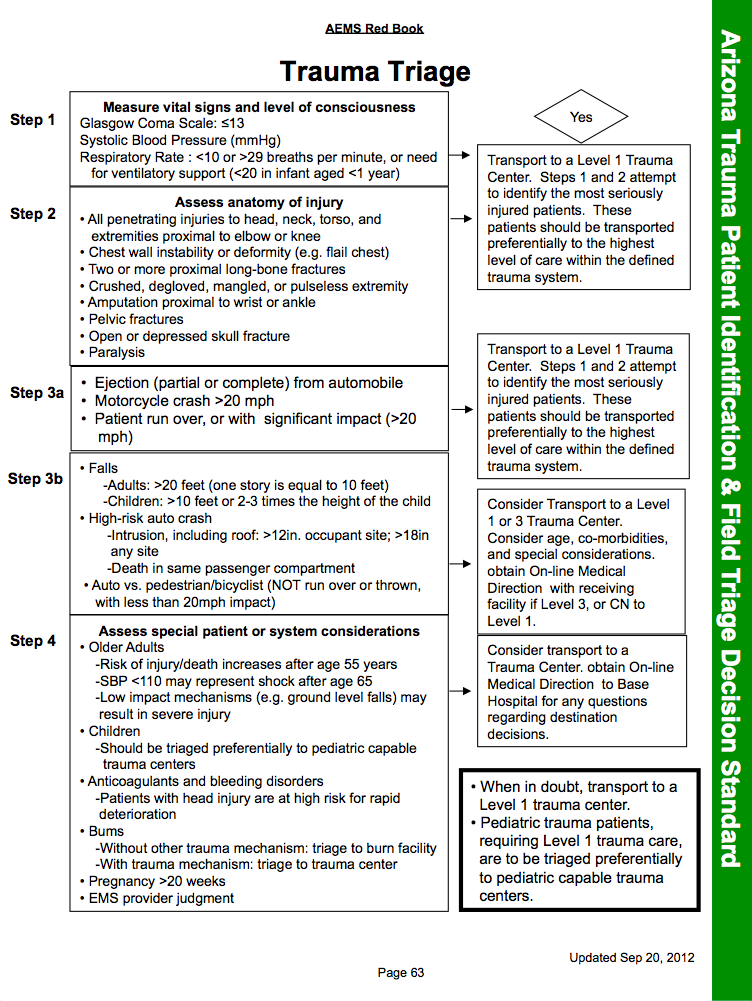 AEMS Red Book
Trauma Triage
Step 1
Measure vital signs and level of consciousness
Glasgow Coma Scale: ≤13
Systolic Blood Pressure (mmHg)
Respiratory Rate : <10 or >29 breaths per minute, or need
for ventilatory support (<20 in infant aged <1 year)
Yes
Transport to a Level 1 Trauma
Center. Steps 1 and 2 attempt
to identify the most seriously
injured patients. These
patients should be transported
preferentially to the highest
level of care within the defined
trauma system.
Step 2
Assess anatomy of injury
• All penetrating injuries to head, neck, torso, and
extremities proximal to elbow or knee
• Chest wall instability or deformity (e.g. flail chest)
• Two or more proximal long-bone fractures
• Crushed, degloved, mangled, or pulseless extremity
• Amputation proximal to wrist or ankle
• Pelvic fractures
• Open or depressed skull fracture
• Paralysis
Step 3a
• Ejection (partial or complete) from automobile
• Motorcycle crash >20 mph
• Patient run over, or with significant impact (>20
mph)
Transport to a Level 1 Trauma
Center. Steps 1 and 2 attempt
to identify the most seriously
injured patients. These
patients should be transported
preferentially to the highest
level of care within the defined
trauma system.
Step 3b
• Falls
-Adults: >20 feet (one story is equal to 10 feet)
-Children: >10 feet or 2-3 times the height of the child
• High-risk auto crash
-Intrusion, including roof: >12in. occupant site; >18in
any site
-Death in same passenger compartment
• Auto vs. pedestrian/bicyclist (NOT run over or thrown,
with less than 20mph impact)
Consider Transport to a Level
1 or 3 Trauma Center.
Consider age, co-morbidities,
and special considerations.
obtain On-line Medical
Direction with receiving
facility if Level 3, or CN to
Level 1.
Step 4
Assess special patient or system considerations
• Older Adults
-Risk of injury/death increases after age 55 years
-SBP <110 may represent shock after age 65
-Low impact mechanisms (e.g. ground level falls) may
result in severe injury
• Children
-Should be triaged preferentially to pediatric capable
trauma centers
• Anticoagulants and bleeding disorders
-Patients with head injury are at high risk for rapid
deterioration
• Bums
-Without other trauma mechanism: triage to burn facility
-With trauma mechanism: triage to trauma center
• Pregnancy >20 weeks
• EMS provider judgment
Consider transport to a
Trauma Center. obtain On-line
Medical Direction to Base
Hospital for any questions
regarding destination
decisions.
• When in doubt, transport to a
Level 1 trauma center.
• Pediatric trauma patients,
requiring Level 1 trauma care,
are to be triaged preferentially
to pediatric capable trauma
centers.
Arizona Trauma Patient Identification & Field Triage Decision Standard
Updated Sep 20, 2012
Page 63